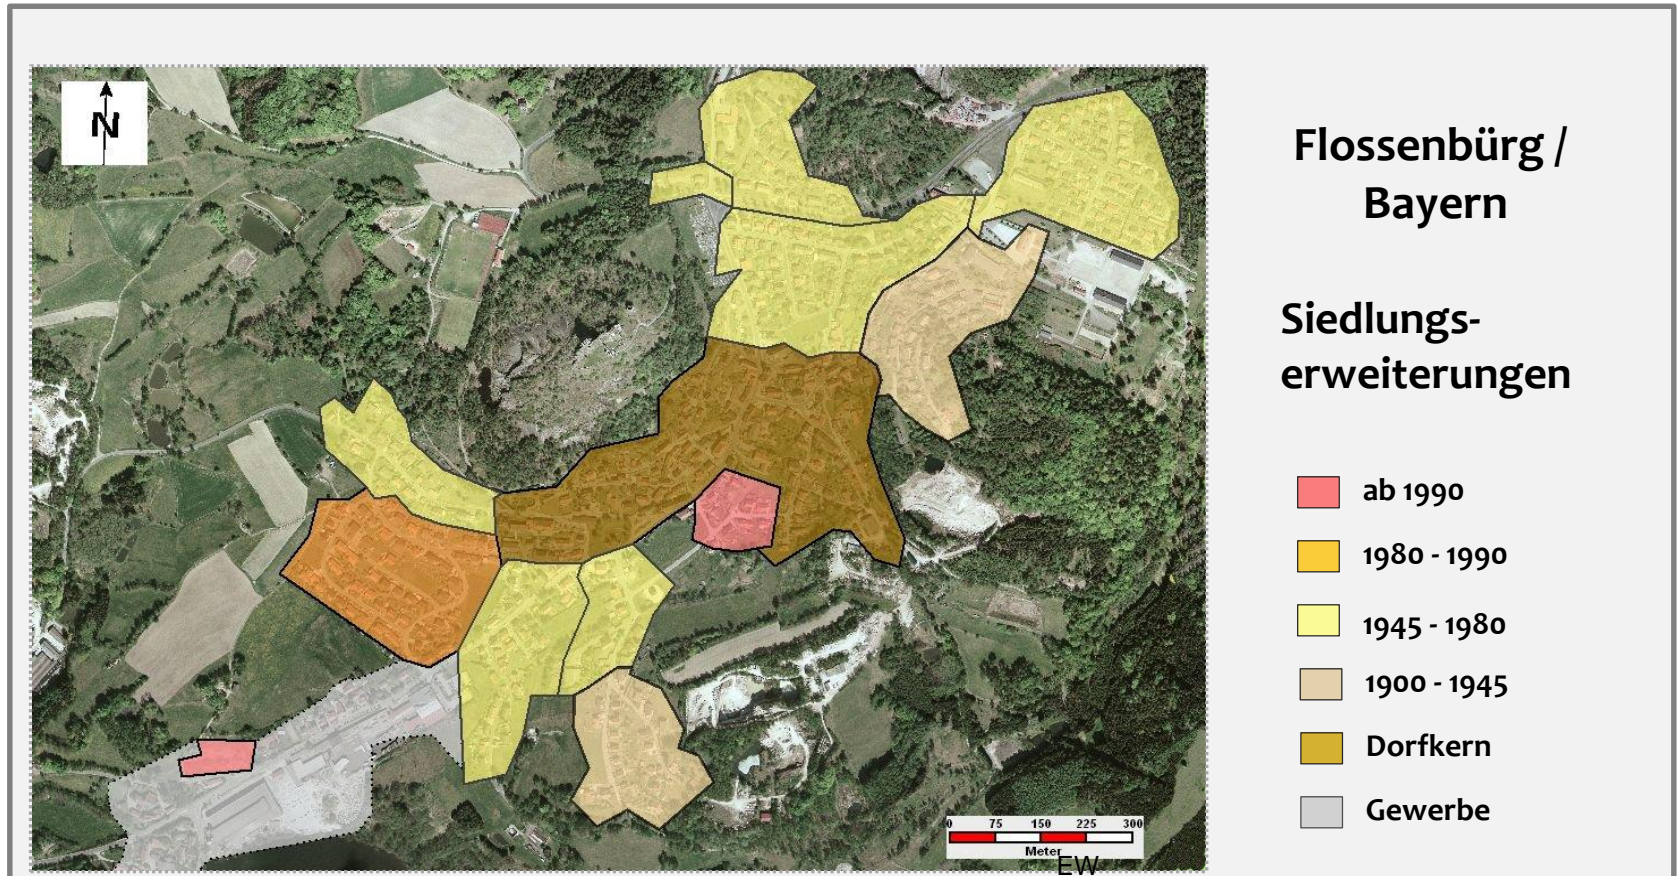 N
Flossenbürg /
Bayern
Siedlungs-
erweiterungen
ab 1990
1980 - 1990
1945 - 1980
1900 - 1945
Dorfkern
Gewerbe
0 75 150 225 300
Meter
EW